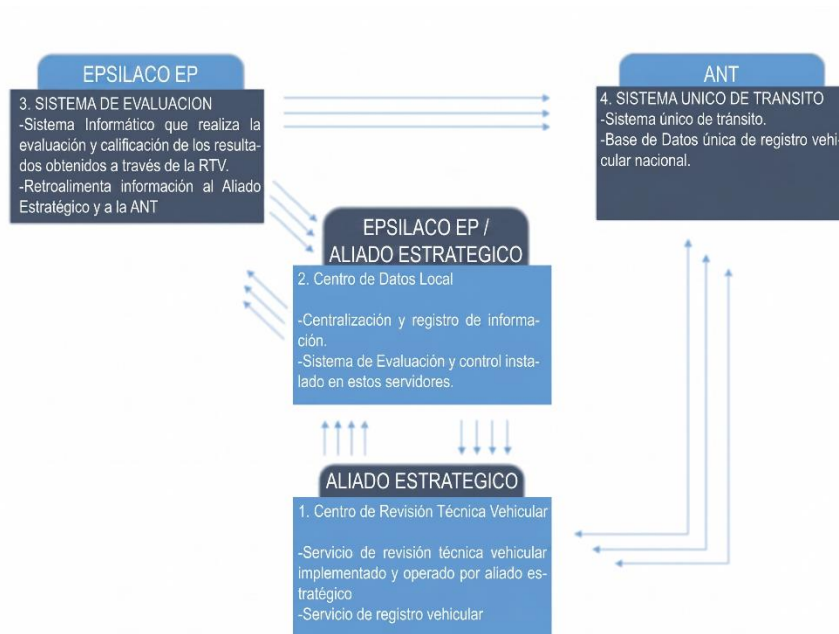 EPSILACO EP
3. SISTEMA DE EVALUACION
-Sistema Informático que realiza la
evaluación y calificación de los resulta-
dos obtenidos a través de la RTV.
-Retroalimenta información al Aliado
Estratégico y a la ANT
ANT
4. SISTEMA UNICO DE TRANSITO
-Sistema único de tránsito.
-Base de Datos única de registro vehi-
cular nacional.
EPSILACO EP /
ALIADO ESTRATEGICO
2. Centro de Datos Local
-Centralización y registro de informa-
ción.
-Sistema de Evaluación y control insta-
lado en estos servidores.
ALIADO ESTRATEGICO
1. Centro de Revisión Técnica Vehicular
-Servicio de revisión técnica vehicular
implementado y operado por aliado es-
tratégico
-Servicio de registro vehicular